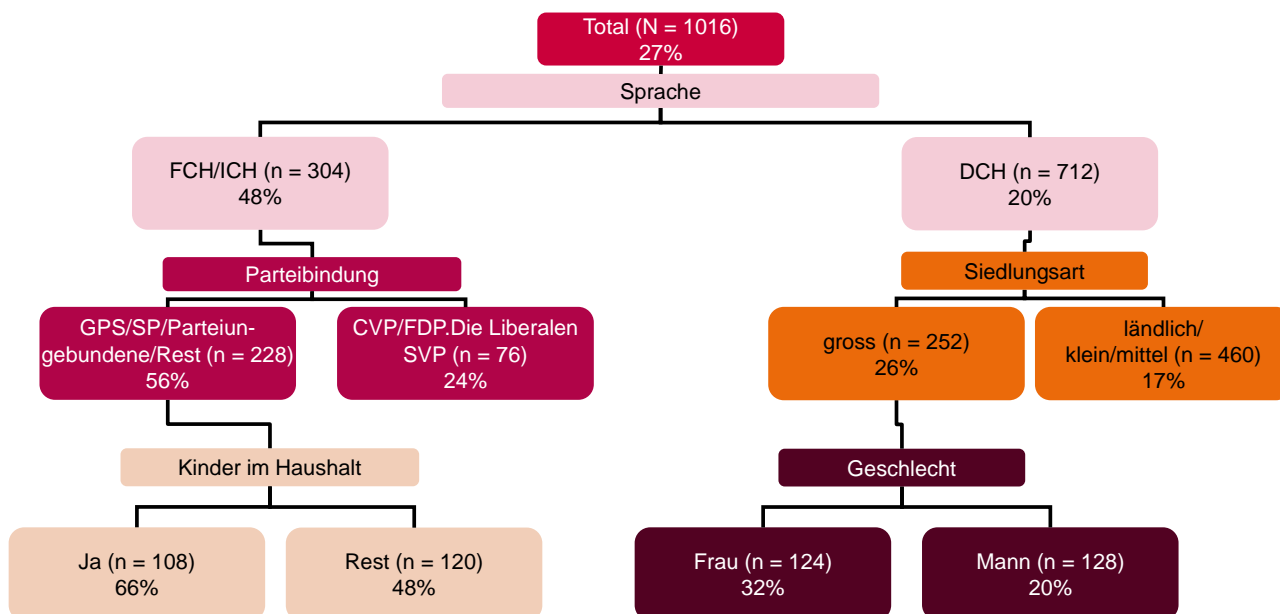 Total (N = 1016)
27%
Sprache
FCH/ICH (n = 304)
48%
DCH (n = 712)
20%
Parteibindung
Siedlungsart
GPS/SP/Parteiun-
gebundene/Rest (n = 228)
56%
CVP/FDP.Die Liberalen
SVP (n = 76)
24%
gross (n = 252)
26%
ländlich/
klein/mittel (n = 460)
17%
Kinder im Haushalt
Geschlecht
Ja (n = 108)
66%
Rest (n = 120)
48%
Frau (n = 124)
32%
Mann (n = 128)
20%